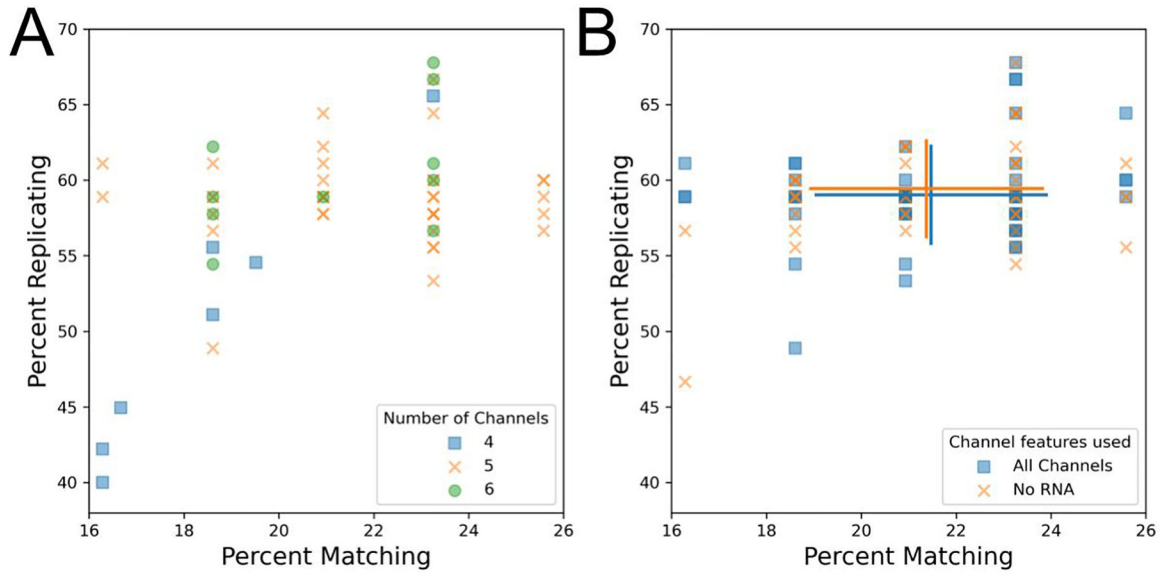 A
B
70
65
60
55
50
45
40
Percent Replicating
16
18
20
22
24
26
Percent Matching
Number of Channels
4
5
6
70
65
60
55
50
45
40
Percent Replicating
16
18
20
22
24
26
Percent Matching
Channel features used
All Channels
No RNA